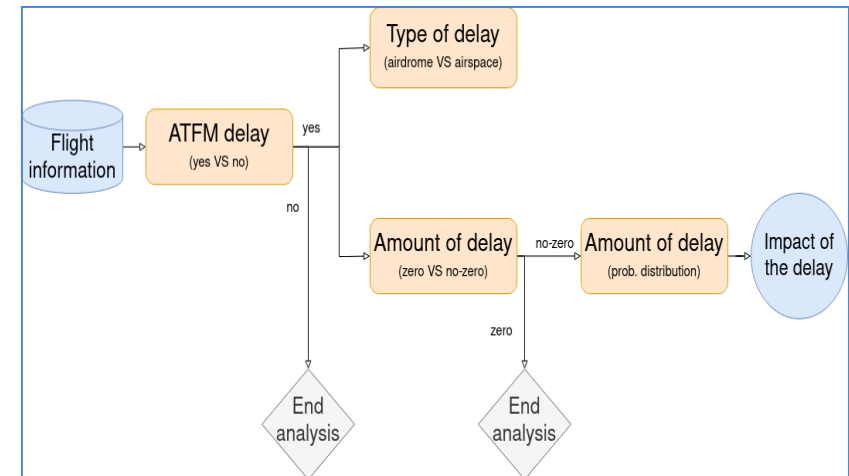 Type of delay
(airdrome VS airspace)
Flight
information
ATFM delay
(yes VS no)
yes
no
Amount of delay
(zero VS no-zero)
no-zero
Amount of delay
(prob. distribution)
Impact of
the delay
zero
End
analysis
End
analysis